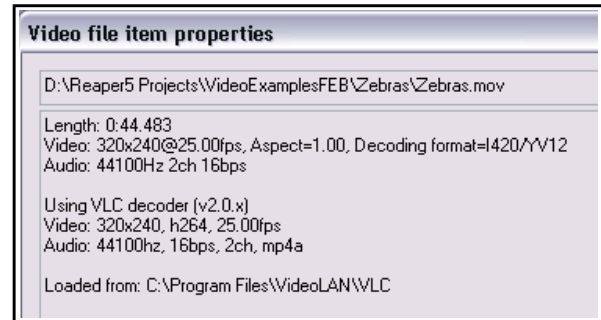 Video file item properties
D:\Reaper5 Projects\VideoExamplesFEB\Zebras\Zebras.mov
Length: 0:44.483
Video: 320x240@25.00fps, Aspect=1.00, Decoding format=I420/YV12
Audio: 44100Hz 2ch 16bps
Using VLC decoder (v2.0.x)
Video: 320x240, h264, 25.00fps
Audio: 44100hz, 16bps, 2ch, mp4a
Loaded from: C:\Program Files\VideoLAN\VLC